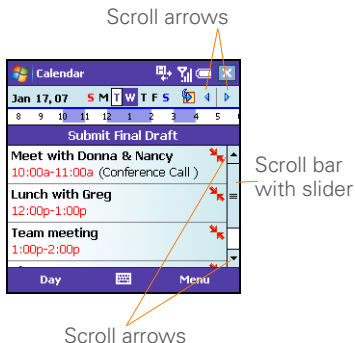 Scroll arrows
Calendar
Jan 17, 07 S M T W T F S
8 9 10 11 12 1 2 3 4 5
Submit Final Draft
Meet with Donna & Nancy
10:00a-11:00a (Conference Call )
Lunch with Greg
12:00p-1:00p
Team meeting
1:00p-2:00p
Scroll bar
with slider
Day Menu
Scroll arrows